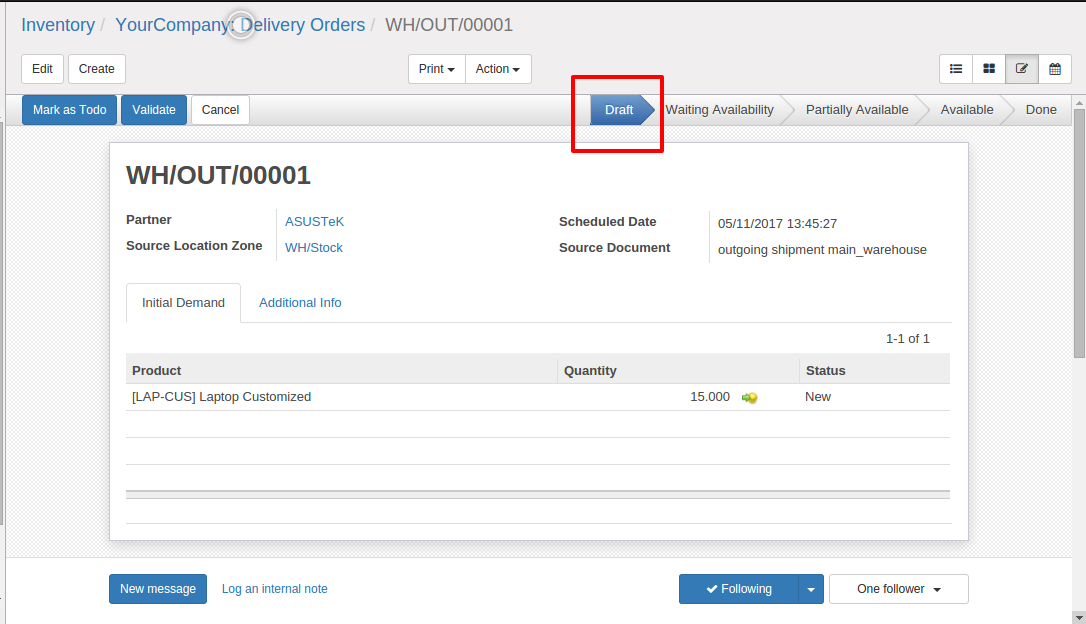 Inventory / YourCompany: Delivery Orders / WH/OUT/00001
Edit Create Print Action
Mark as Todo Validate Cancel Draft Waiting Availability Partially Available Available Done
WH/OUT/00001
Partner ASUSTeK Scheduled Date 05/11/2017 13:45:27
Source Location Zone WH/Stock Source Document outgoing shipment main_warehouse
Initial Demand Additional Info
1-1 of 1
Product Quantity Status
[LAP-CUS] Laptop Customized 15.000 New
New message Log an internal note Following One follower